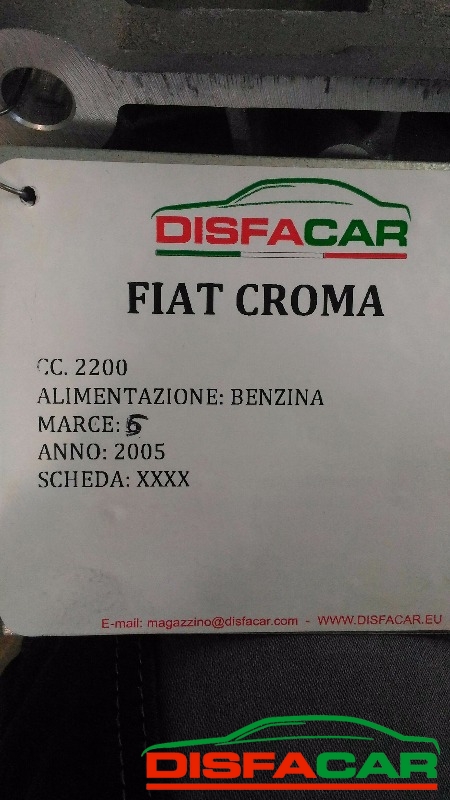 DISFACAR
FIAT CROMA
CC. 2200
ALIMENTAZIONE: BENZINA
MARCE: 5
ANNO: 2005
SCHEDA: XXXX
E-mail: magazzino@disfacar.com - WWW.DISFACAR.EU
DISFACAR